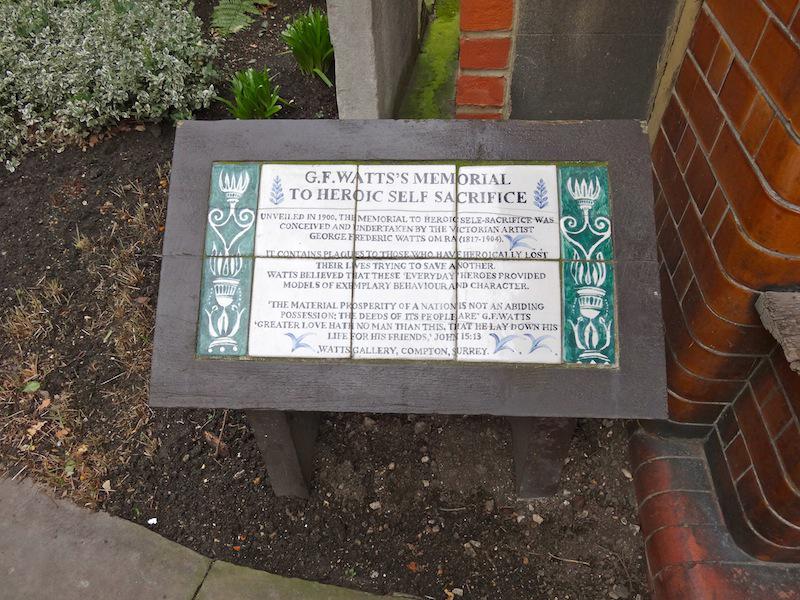 G.F.WATTS'S MEMORIAL
TO HEROIC SELF SACRIFICE
UNVEILED IN 1900, THE MEMORIAL TO HEROIC SELF-SACRIFICE WAS
CONCEIVED AND UNDERTAKEN BY THE VICTORIAN ARTIST
GEORGE FREDERIC WATTS OM RA (1817-1904).
IT CONTAINS PLAQUES TO THOSE WHO HAVE HEROICALLY LOST
THEIR LIVES TRYING TO SAVE ANOTHER.
WATTS BELIEVED THAT THESE 'EVERYDAY' HEROES PROVIDED
MODELS OF EXEMPLARY BEHAVIOUR AND CHARACTER.
'THE MATERIAL PROSPERITY OF A NATION IS NOT AN ABIDING
POSSESSION; THE DEEDS OF ITS PEOPLE ARE' G.F.WATTS
'GREATER LOVE HATH NO MAN THAN THIS, THAT HE LAY DOWN HIS
LIFE FOR HIS FRIENDS,' JOHN 15:13
WATTS GALLERY, COMPTON, SURREY.